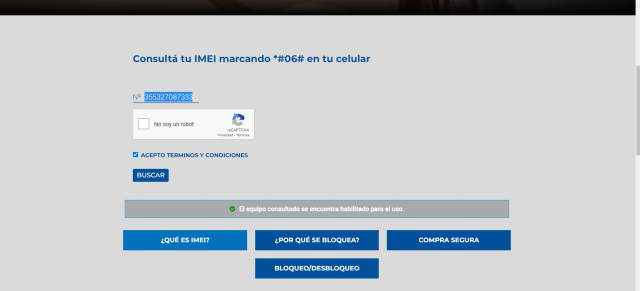 Consultá tu IMEI marcando *#06# en tu celular
Nº 955327087333
No soy un robot
reCAPTCHA
Privacidad - Términos
ACEPTO TERMINOS Y CONDICIONES
BUSCAR
El equipo consultado se encuentra habilitado para el uso.
¿QUÉ ES IMEI?
¿POR QUÉ SE BLOQUEA?
COMPRA SEGURA
BLOQUEO/DESBLOQUEO